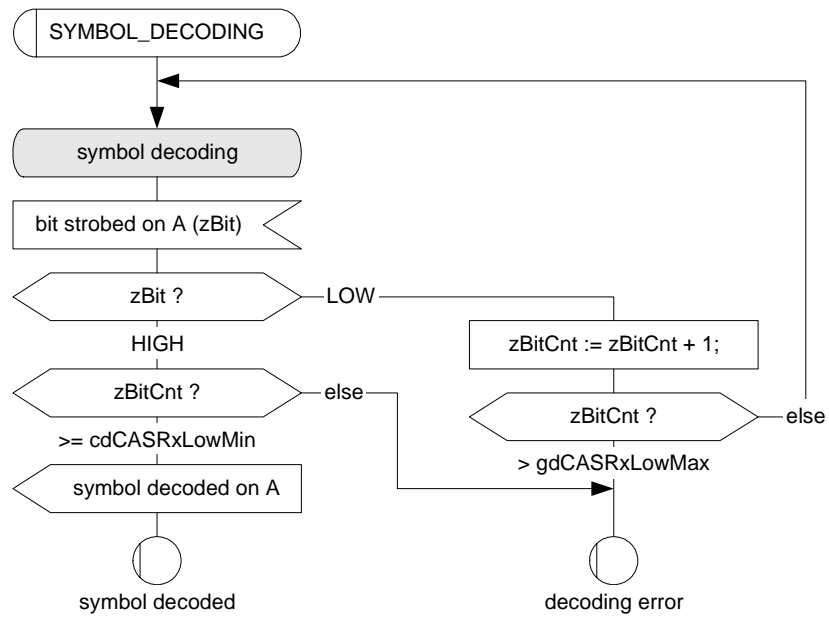 SYMBOL_DECODING
symbol decoding
bit strobed on A (zBit)
zBit ?
LOW
HIGH
zBitCnt := zBitCnt + 1;
zBitCnt ?
else
zBitCnt ?
else
>= cdCASRxLowMin
> gdCASRxLowMax
symbol decoded on A
symbol decoded
decoding error